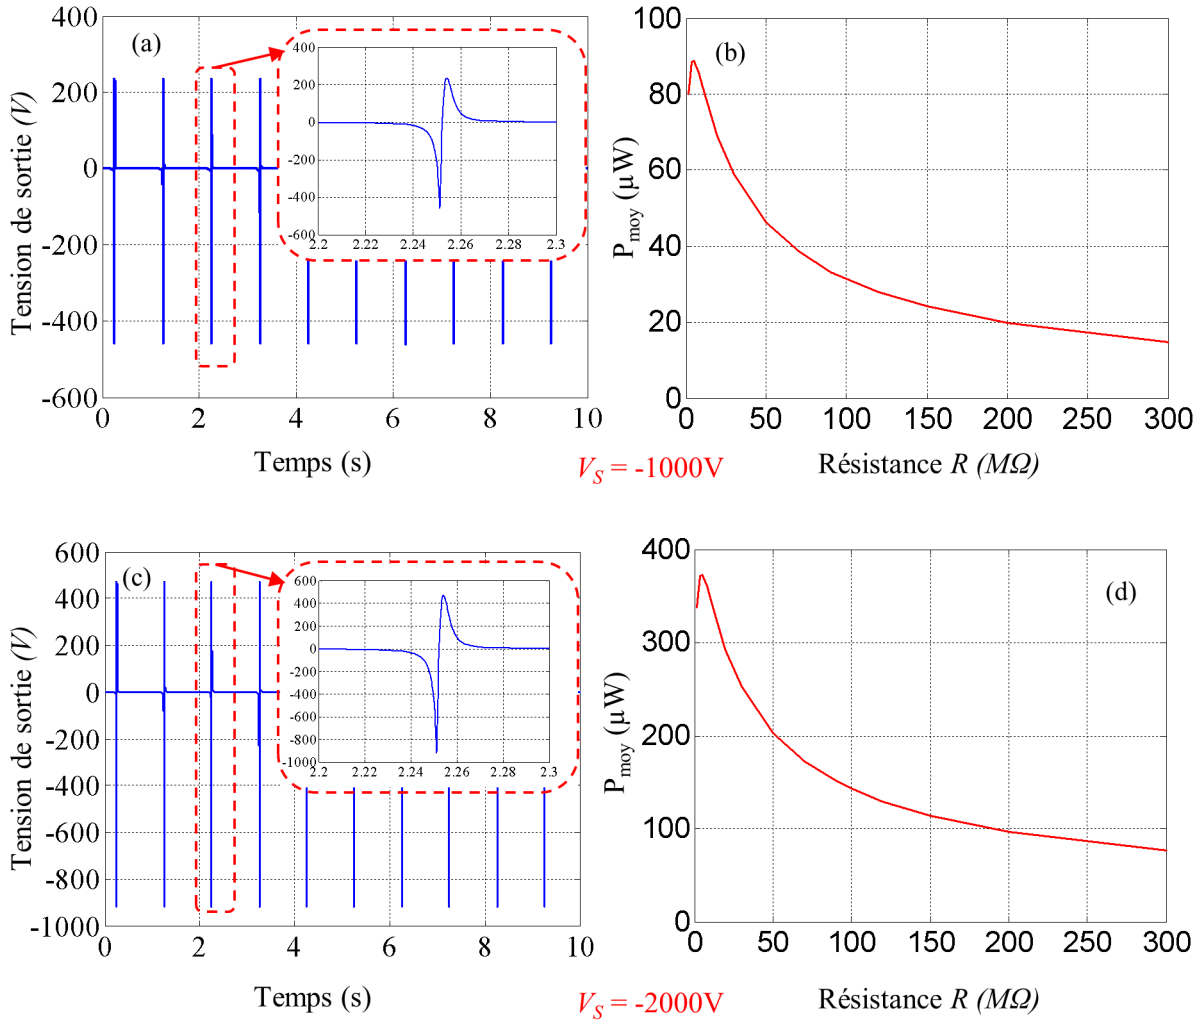 (a)
Tension de sortie (V)
400
200
0
-200
-400
-600
0 2 4 6 8 10
Temps (s)
400
200
0
-200
-400
-600
2.2 2.22 2.24 2.26 2.28 2.3
(b)
P_moy (µW)
100
80
60
40
20
0
0 50 100 150 200 250 300
Résistance R (MΩ)
V_S = -1000V
(c)
Tension de sortie (V)
600
400
200
0
-200
-400
-600
-800
-1000
0 2 4 6 8 10
Temps (s)
600
400
200
0
-200
-400
-600
-800
-1000
2.2 2.22 2.24 2.26 2.28 2.3
(d)
P_moy (µW)
400
300
200
100
0
0 50 100 150 200 250 300
Résistance R (MΩ)
V_S = -2000V